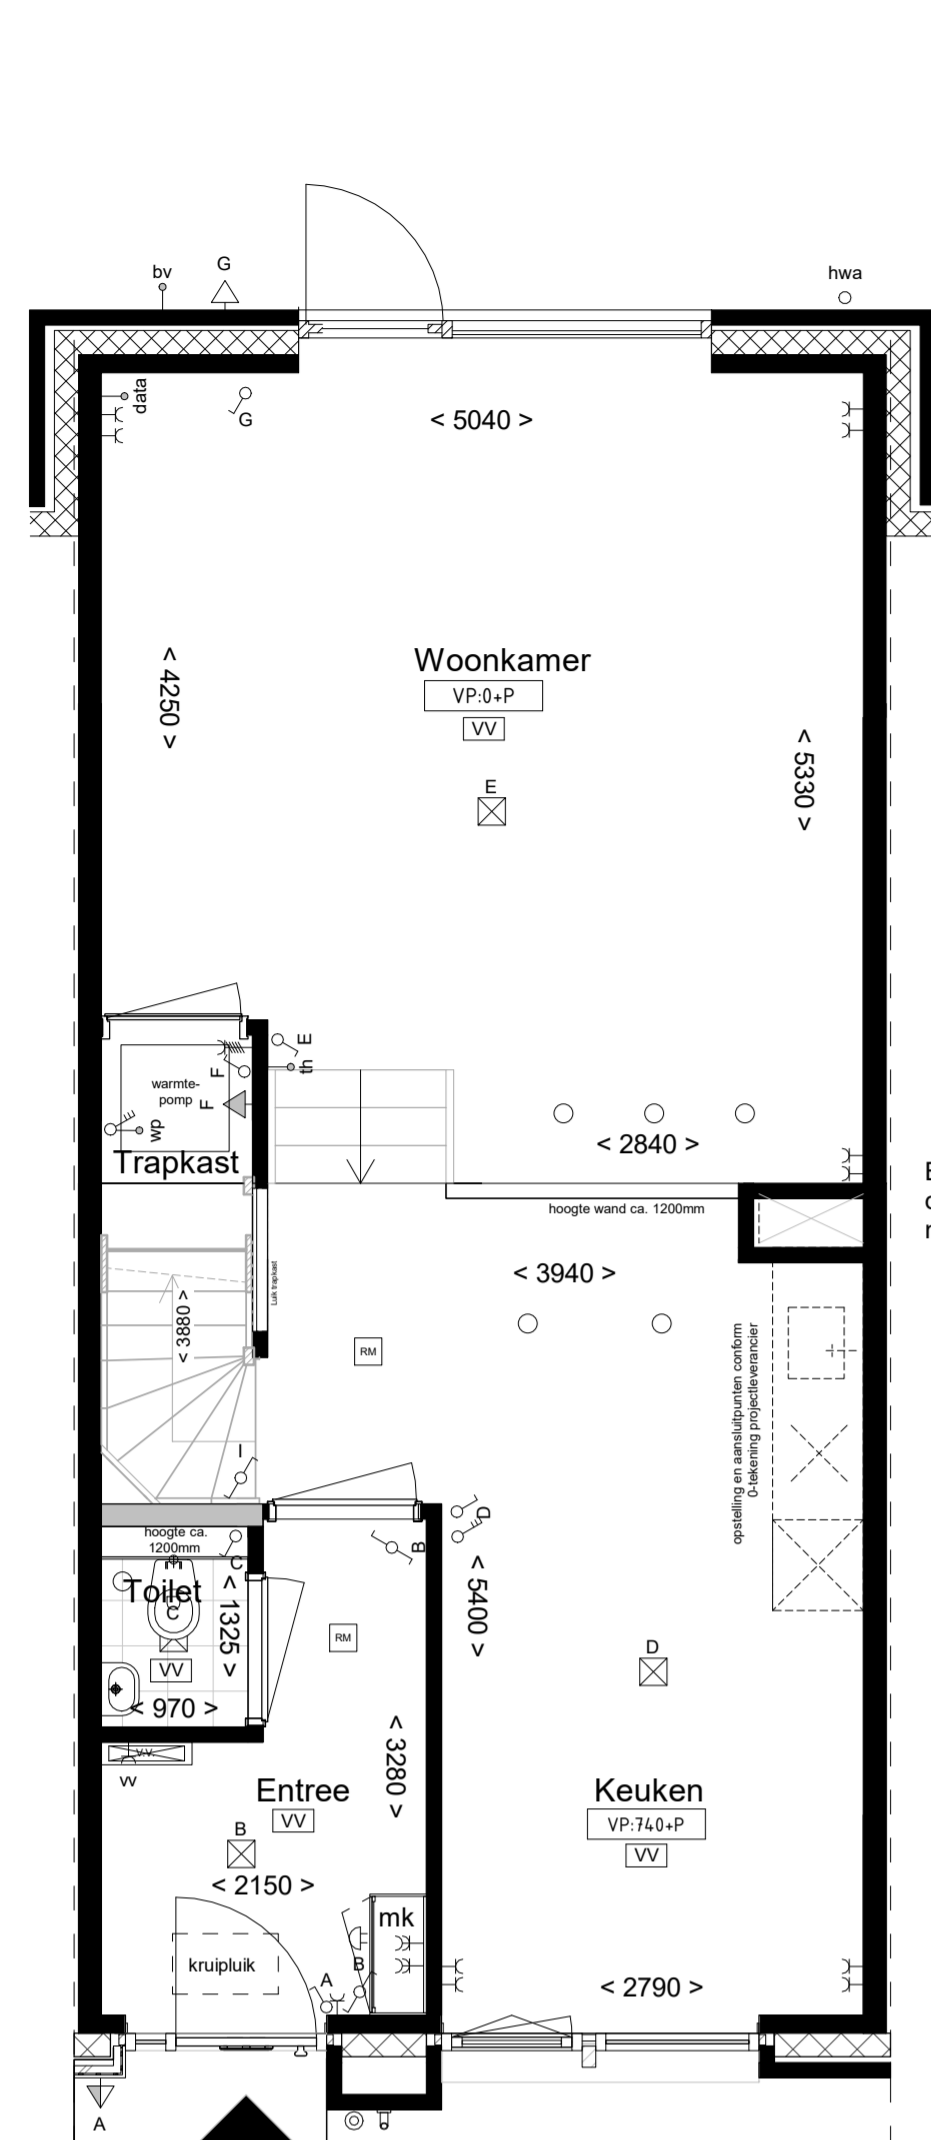 bv
G
hwa
data
G
< 5040 >
< 4250 >
Woonkamer
VP:0+P
VV
< 5330 >
E
E
th
warmte-
pomp
F
F
wp
Trapkast
< 2840 >
hoogte wand ca. 1200mm
Luik trapkast
< 3940 >
< 3880 >
RM
opstelling en aansluitpunten conform
0-tekening projectleverancier
I
hoogte ca.
1200mm
C
B
D
Toilet
C
< 1325 >
< 5400 >
RM
VV
< 970 >
D
v.v.
vv
< 3280 >
Entree
VV
Keuken
VP:740+P
VV
B
< 2150 >
mk
kruipluik
A
B
< 2790 >
A